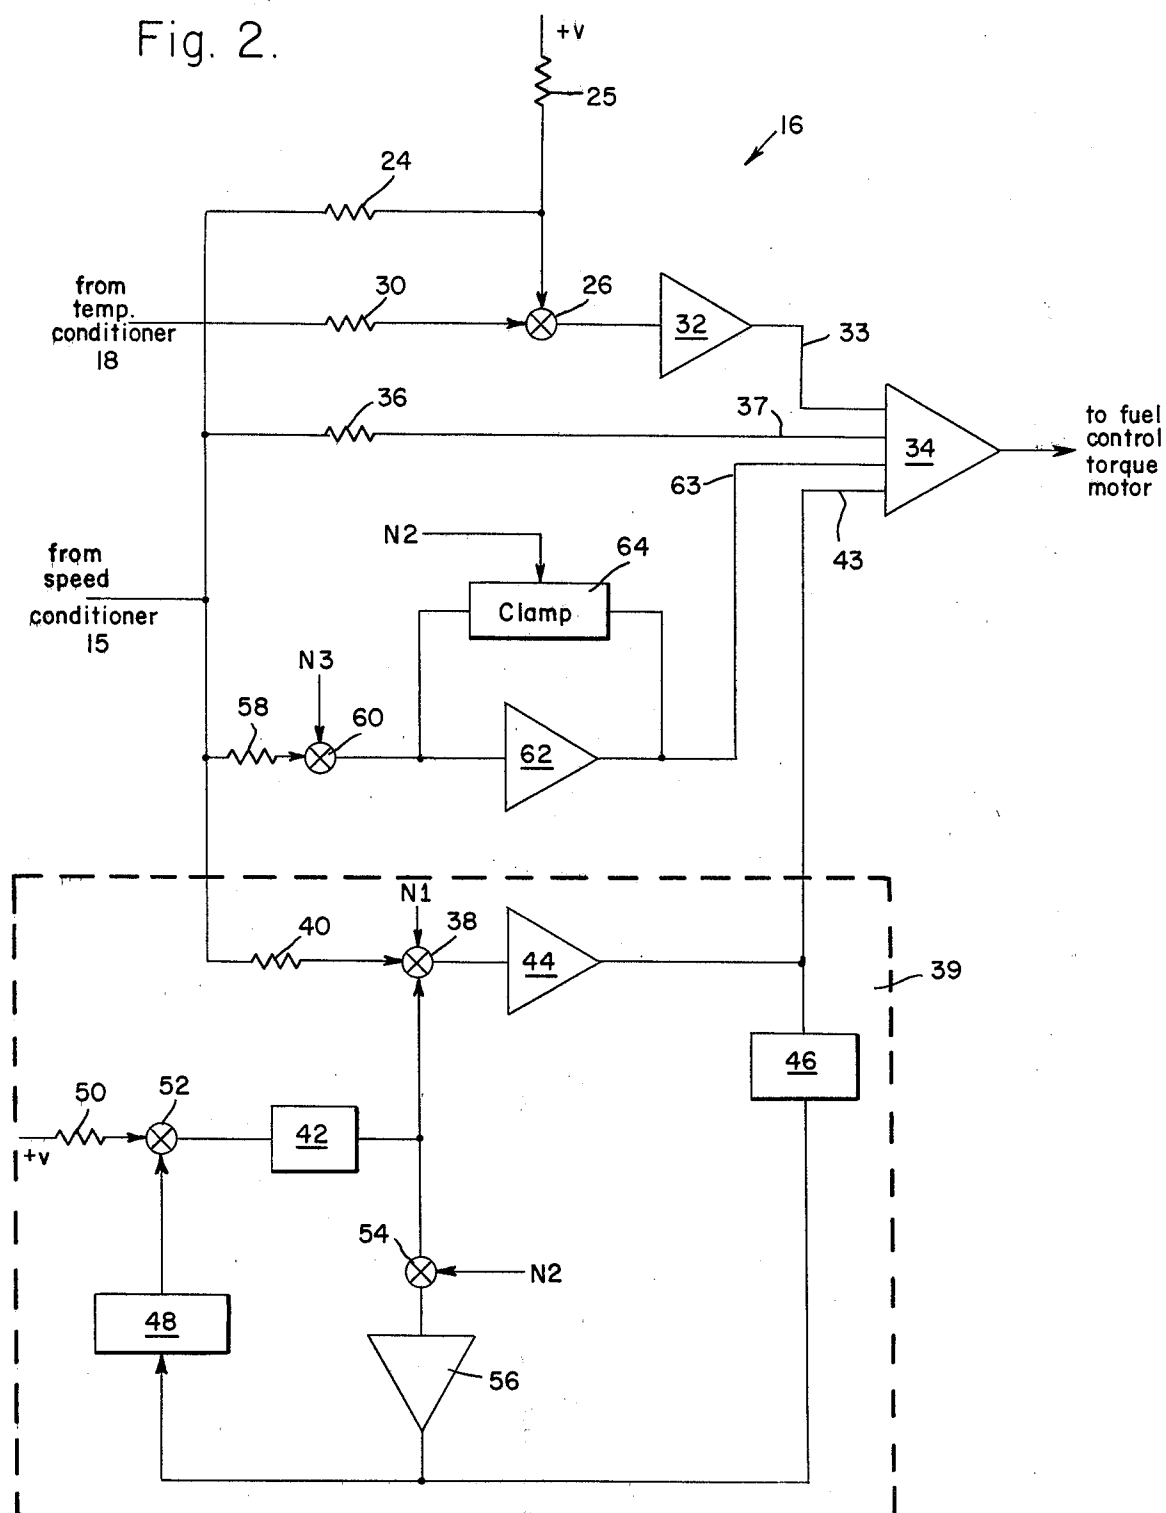 Fig. 2.
+v
25
16
24
from
temp.
conditioner
18
30
26
32
33
36
37
34
to fuel
control
torque
motor
63
43
N2
64
Clamp
from
speed
conditioner
15
N3
58
60
62
N1
40
38
44
39
46
50
52
+v
42
54
N2
48
56